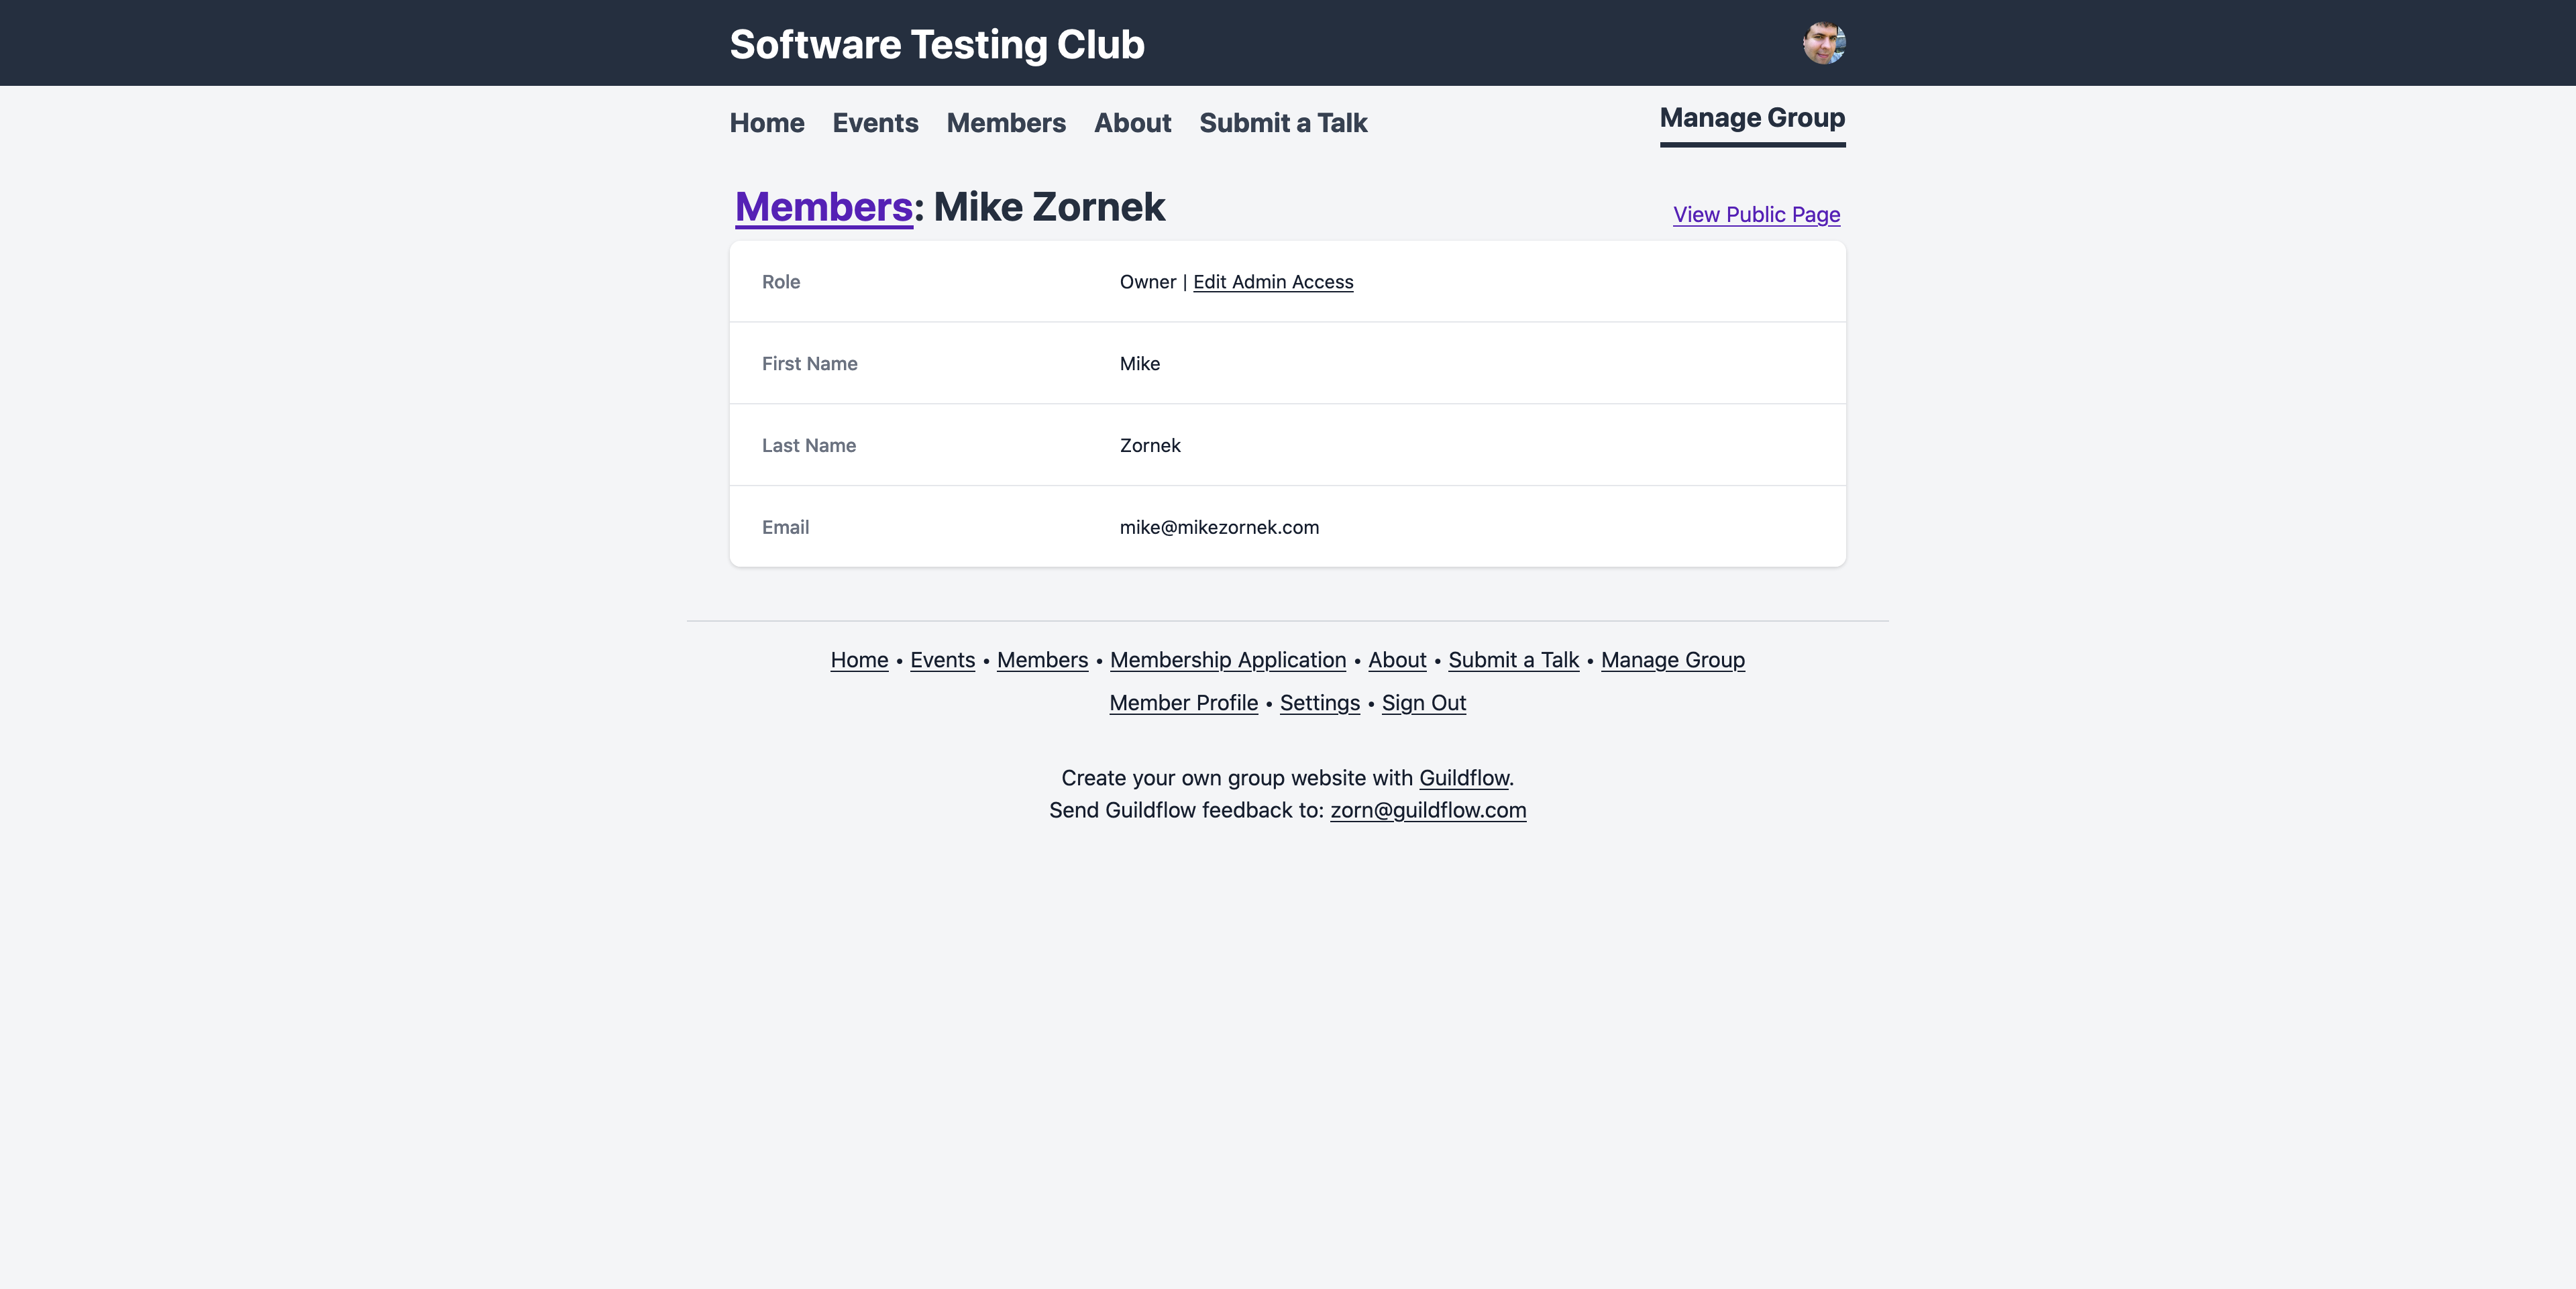 Software Testing Club
Home Events Members About Submit a Talk Manage Group
Members: Mike Zornek View Public Page
Role Owner | Edit Admin Access
First Name Mike
Last Name Zornek
Email mike@mikezornek.com
Home • Events • Members • Membership Application • About • Submit a Talk • Manage Group
Member Profile • Settings • Sign Out
Create your own group website with Guildflow.
Send Guildflow feedback to: zorn@guildflow.com